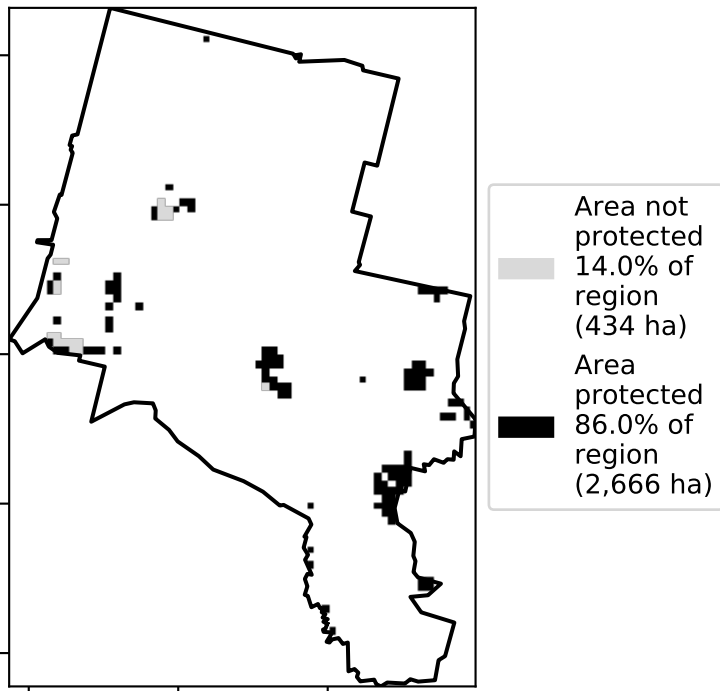 Area not
protected
14.0% of
region
(434 ha)
Area
protected
86.0% of
region
(2,666 ha)